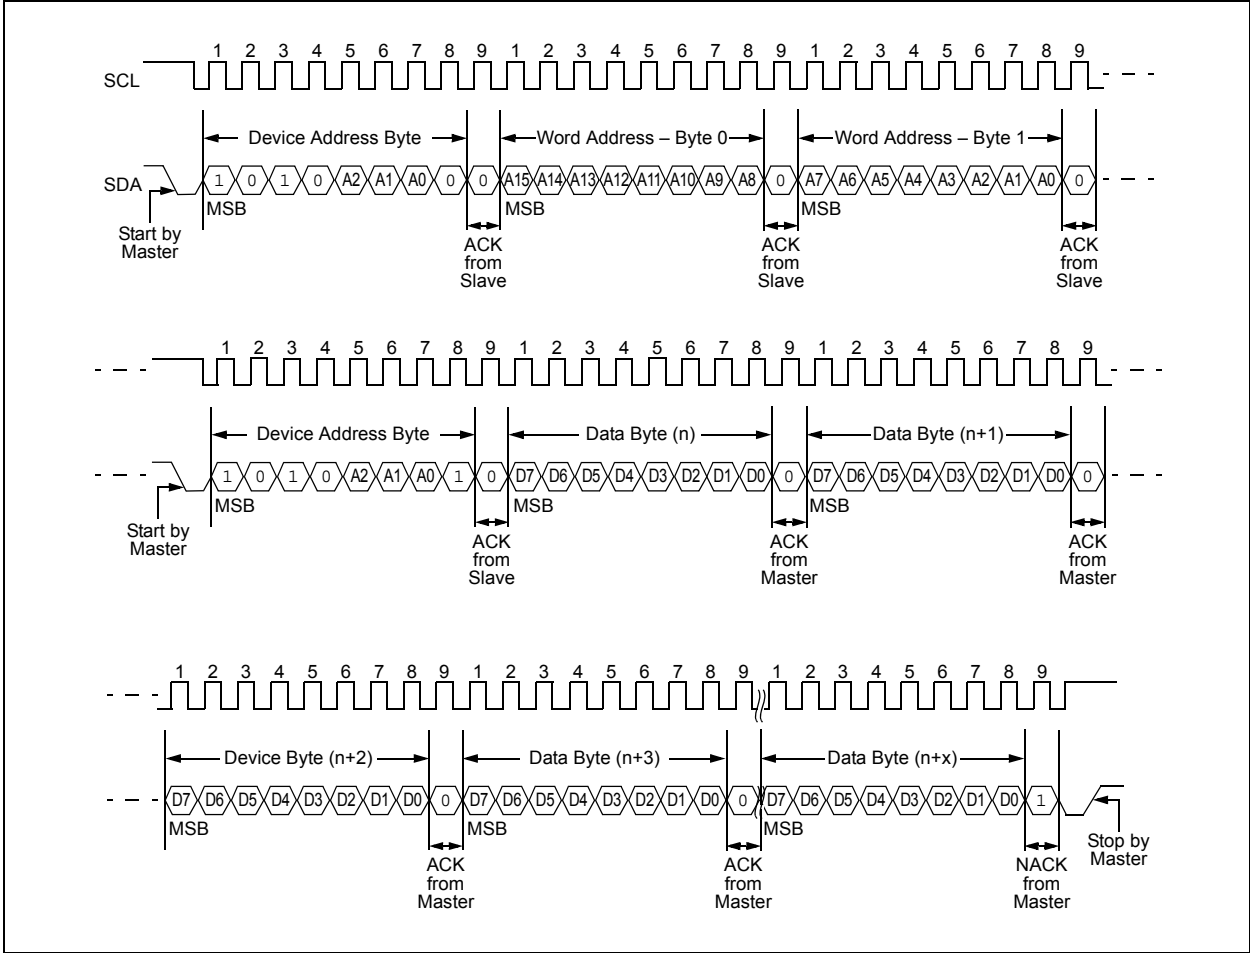 1 2 3 4 5 6 7 8 9 1 2 3 4 5 6 7 8 9 1 2 3 4 5 6 7 8 9
SCL
Device Address Byte Word Address – Byte 0 Word Address – Byte 1
SDA 1 0 1 0 A2 A1 A0 0 0 A15 A14 A13 A12 A11 A10 A9 A8 0 A7 A6 A5 A4 A3 A2 A1 A0 0
MSB MSB MSB
Start by
Master
ACK
from
Slave
ACK
from
Slave
ACK
from
Slave
1 2 3 4 5 6 7 8 9 1 2 3 4 5 6 7 8 9 1 2 3 4 5 6 7 8 9
Device Address Byte Data Byte (n) Data Byte (n+1)
1 0 1 0 A2 A1 A0 1 0 D7 D6 D5 D4 D3 D2 D1 D0 0 D7 D6 D5 D4 D3 D2 D1 D0 0
MSB MSB MSB
Start by
Master
ACK
from
Slave
ACK
from
Master
ACK
from
Master
1 2 3 4 5 6 7 8 9 1 2 3 4 5 6 7 8 9 1 2 3 4 5 6 7 8 9
Device Byte (n+2) Data Byte (n+3) Data Byte (n+x)
D7 D6 D5 D4 D3 D2 D1 D0 0 D7 D6 D5 D4 D3 D2 D1 D0 0 D7 D6 D5 D4 D3 D2 D1 D0 1
MSB MSB MSB
ACK
from
Master
ACK
from
Master
NACK
from
Master
Stop by
Master